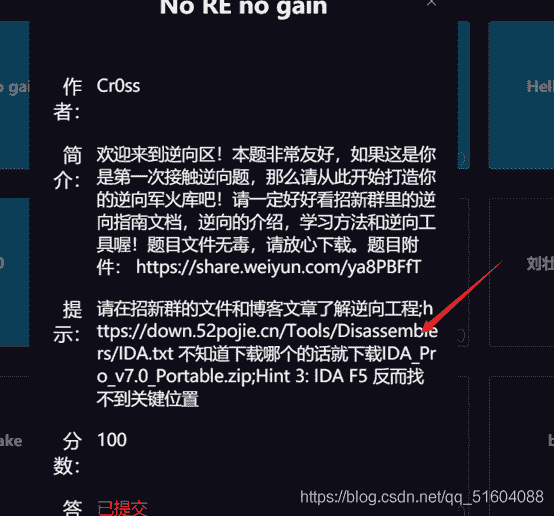 No RE no gain
×
作者：
Cr0ss
o gai
Hell
简介：
欢迎来到逆向区！本题非常友好，如果这是你
是第一次接触逆向题，那么请从此开始打造你
的逆向军火库吧！请一定好好看招新群里的逆
向指南文档，逆向的介绍，学习方法和逆向工
具喔！题目文件无毒，请放心下载。题目附
件： https://share.weiyun.com/ya8PBFfT
刘壮
提示：
请在招新群的文件和博客文章了解逆向工程;h
ttps://down.52pojie.cn/Tools/Disassemble
rs/IDA.txt 不知道下载哪个的话就下载IDA_Pr
o_v7.0_Portable.zip;Hint 3: IDA F5 反而找
不到关键位置
ake
分数：
100
答
已提交
https://blog.csdn.net/qq_51604088